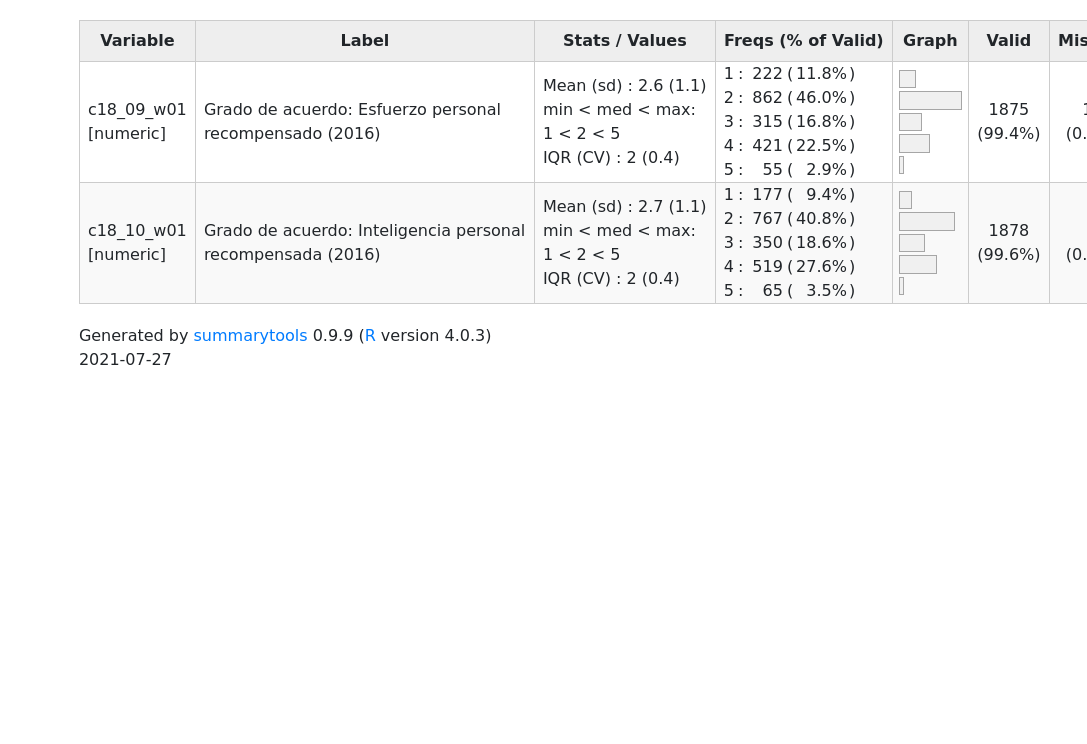 Variable Label Stats / Values Freqs (% of Valid) Graph Valid
c18_09_w01
[numeric]
Grado de acuerdo: Esfuerzo personal
recompensado (2016)
Mean (sd) : 2.6 (1.1)
min < med < max:
1 < 2 < 5
IQR (CV) : 2 (0.4)
1 : 222 ( 11.8% )
2 : 862 ( 46.0% )
3 : 315 ( 16.8% )
4 : 421 ( 22.5% )
5 : 55 ( 2.9% )
1875
(99.4%)
c18_10_w01
[numeric]
Grado de acuerdo: Inteligencia personal
recompensada (2016)
Mean (sd) : 2.7 (1.1)
min < med < max:
1 < 2 < 5
IQR (CV) : 2 (0.4)
1 : 177 ( 9.4% )
2 : 767 ( 40.8% )
3 : 350 ( 18.6% )
4 : 519 ( 27.6% )
5 : 65 ( 3.5% )
1878
(99.6%)
Generated by summarytools 0.9.9 (R version 4.0.3)
2021-07-27